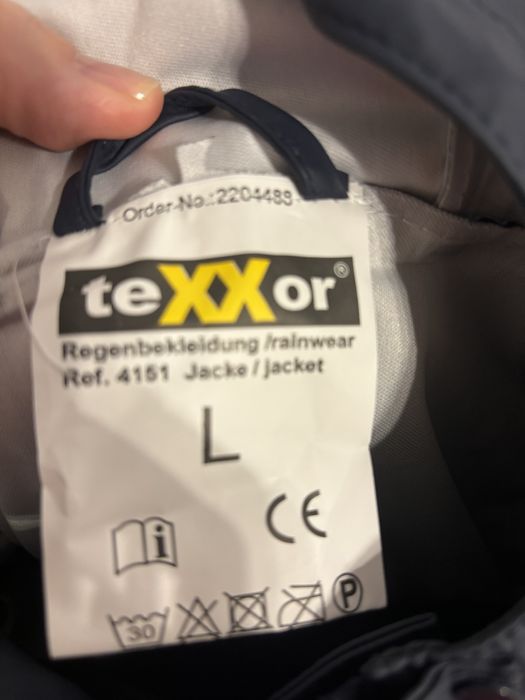 Order-No.:2204483
teXXor®
Regenbekleidung /rainwear
Ref. 4151 Jacke / jacket
L
i
CE
30 P